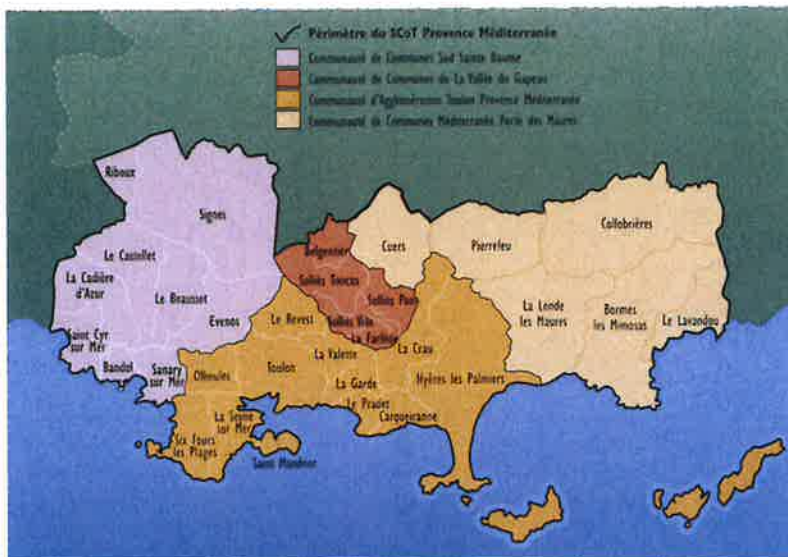 Périmètre du SCoT Provence Méditerranée
Communauté de Communes Sud Sainte Baume
Communauté de Communes de La Vallée du Gapeau
Communauté d'Agglomération Toulon Provence Méditerranée
Communauté de Communes Méditerranée Porte des Maures
Riboux
Signes
Collobrières
Belgentier
Cuers
Pierrefeu
Le Castellet
La Cadière
d'Azur
Solliès Toucas
Solliès Pont
Le Beausset
La Londe
les Maures
Bormes
les Mimosas
Le Lavandou
Evenos
Le Revest
Solliès Ville
La Farlède
Saint Cyr
sur Mer
La Valette
La Crau
Bandol
Sanary
sur Mer
Ollioules
Toulon
La Garde
Hyères les Palmiers
Le Pradet
Carqueiranne
La Seyne
sur Mer
Six Fours
les Plages
Saint Mandrier